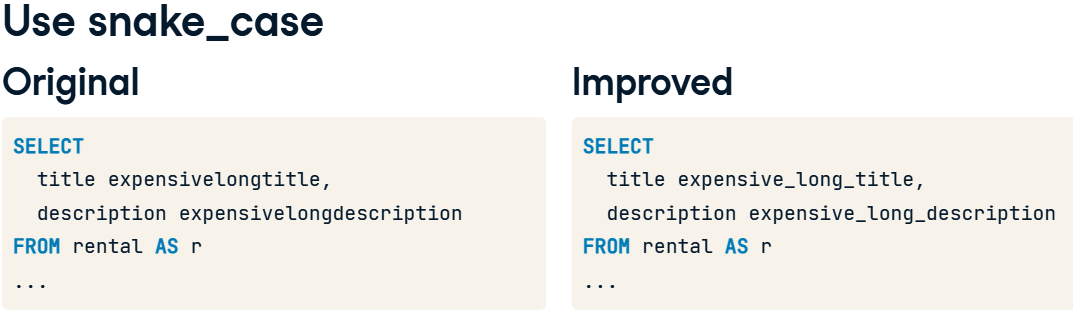 Use snake_case
Original
SELECT
  title expensivelongtitle,
  description expensivelongdescription
FROM rental AS r
...
Improved
SELECT
  title expensive_long_title,
  description expensive_long_description
FROM rental AS r
...